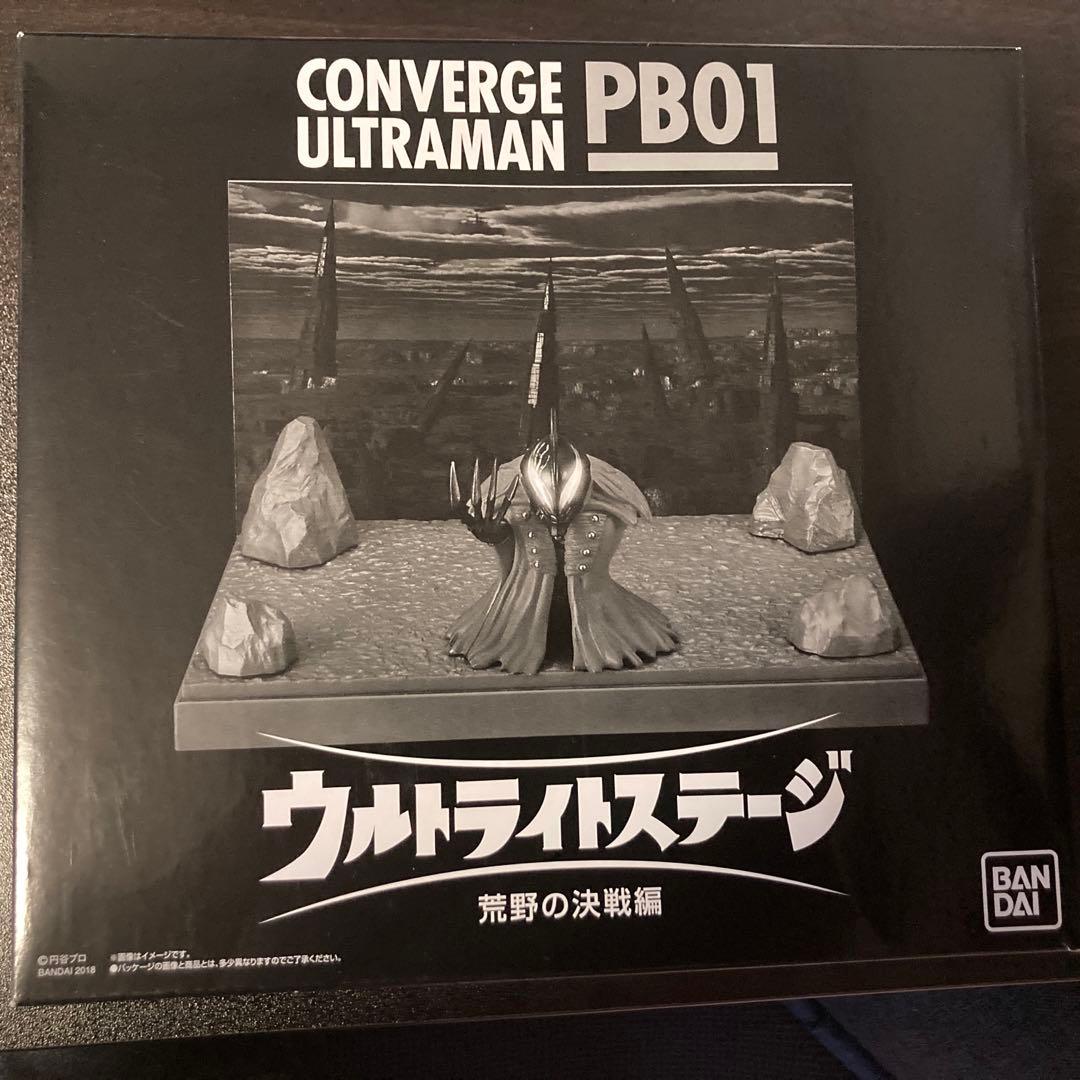 CONVERGE
ULTRAMAN
PB01
ウルトライトステージ
荒野の決戦編
BAN
DAI
©円谷プロ
BANDAI 2018
※画像はイメージです。
●パッケージの画像と商品とは、多少異なりますのでご了承ください。